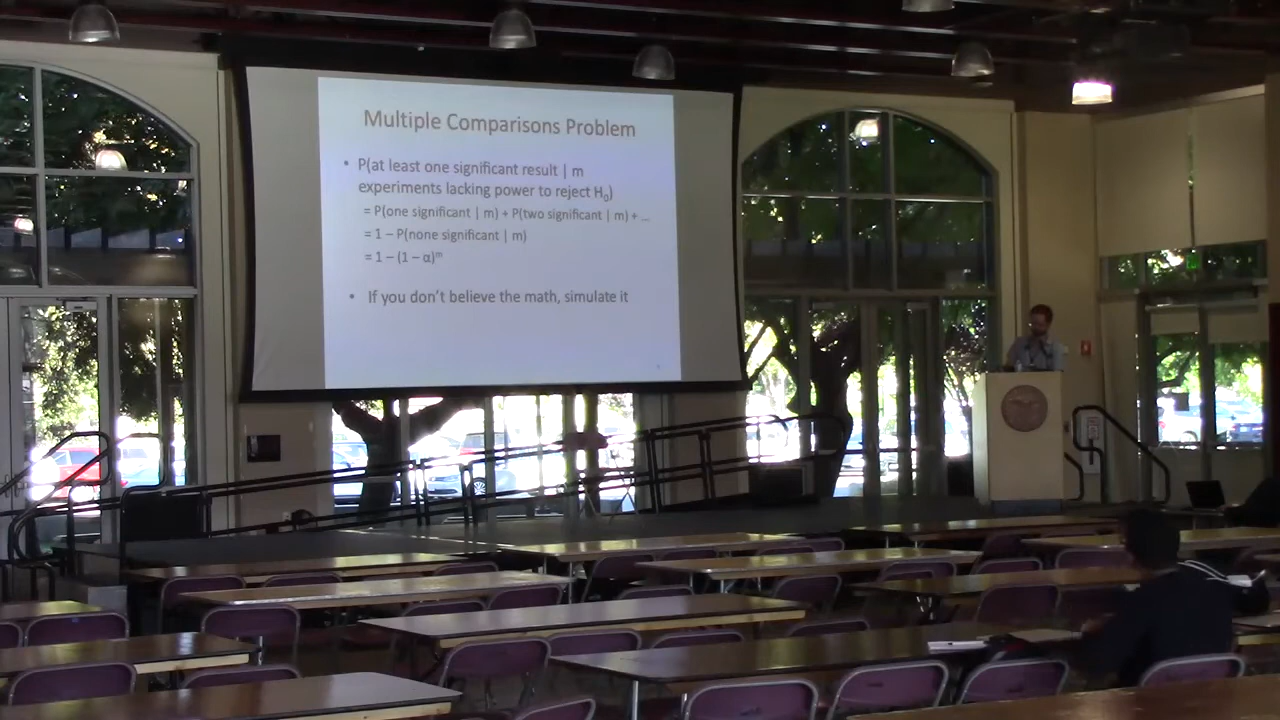 Multiple Comparisons Problem
• P(at least one significant result | m
experiments lacking power to reject H₀)
= P(one significant | m) + P(two significant | m) + ...
= 1 – P(none significant | m)
= 1 – (1 – α)ᵐ
• If you don't believe the math, simulate it